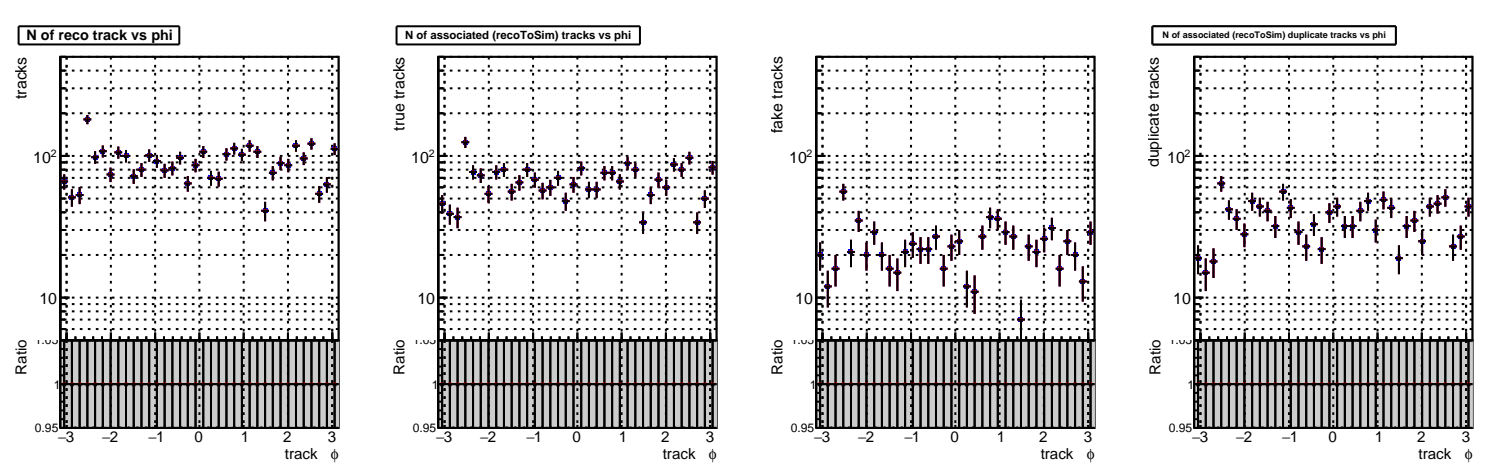 N of reco track vs phi
N of associated (recoToSim) tracks vs phi
N of associated (recoToSim) duplicate tracks vs phi
tracks
10²
10
Ratio
1
0.95
−3 −2 −1 0 1 2 3
track ϕ
true tracks
10²
10
Ratio
1
0.95
−3 −2 −1 0 1 2 3
track ϕ
fake tracks
10²
10
Ratio
1
0.95
−3 −2 −1 0 1 2 3
track ϕ
duplicate tracks
10²
10
Ratio
1
0.95
−3 −2 −1 0 1 2 3
track ϕ